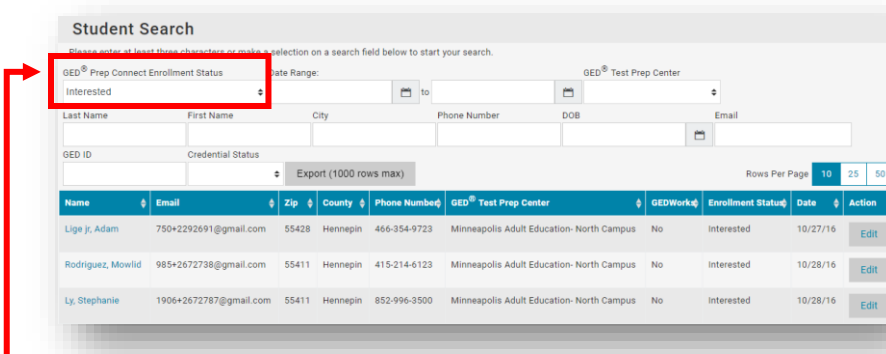 Student Search
Please enter at least three characters or make a selection on a search field below to start your search.
GED® Prep Connect Enrollment Status Date Range: GED® Test Prep Center
Interested to
Last Name First Name City Phone Number DOB Email
GED ID Credential Status
Export (1000 rows max) Rows Per Page 10 25 50
Name Email Zip County Phone Number GED® Test Prep Center GEDWorks Enrollment Status Date Action
Lige jr, Adam 750+2292691@gmail.com 55428 Hennepin 466-354-9723 Minneapolis Adult Education- North Campus No Interested 10/27/16 Edit
Rodriguez, Mowlid 985+2672738@gmail.com 55411 Hennepin 415-214-6123 Minneapolis Adult Education- North Campus No Interested 10/28/16 Edit
Ly, Stephanie 1906+2672787@gmail.com 55411 Hennepin 852-996-3500 Minneapolis Adult Education- North Campus No Interested 10/28/16 Edit